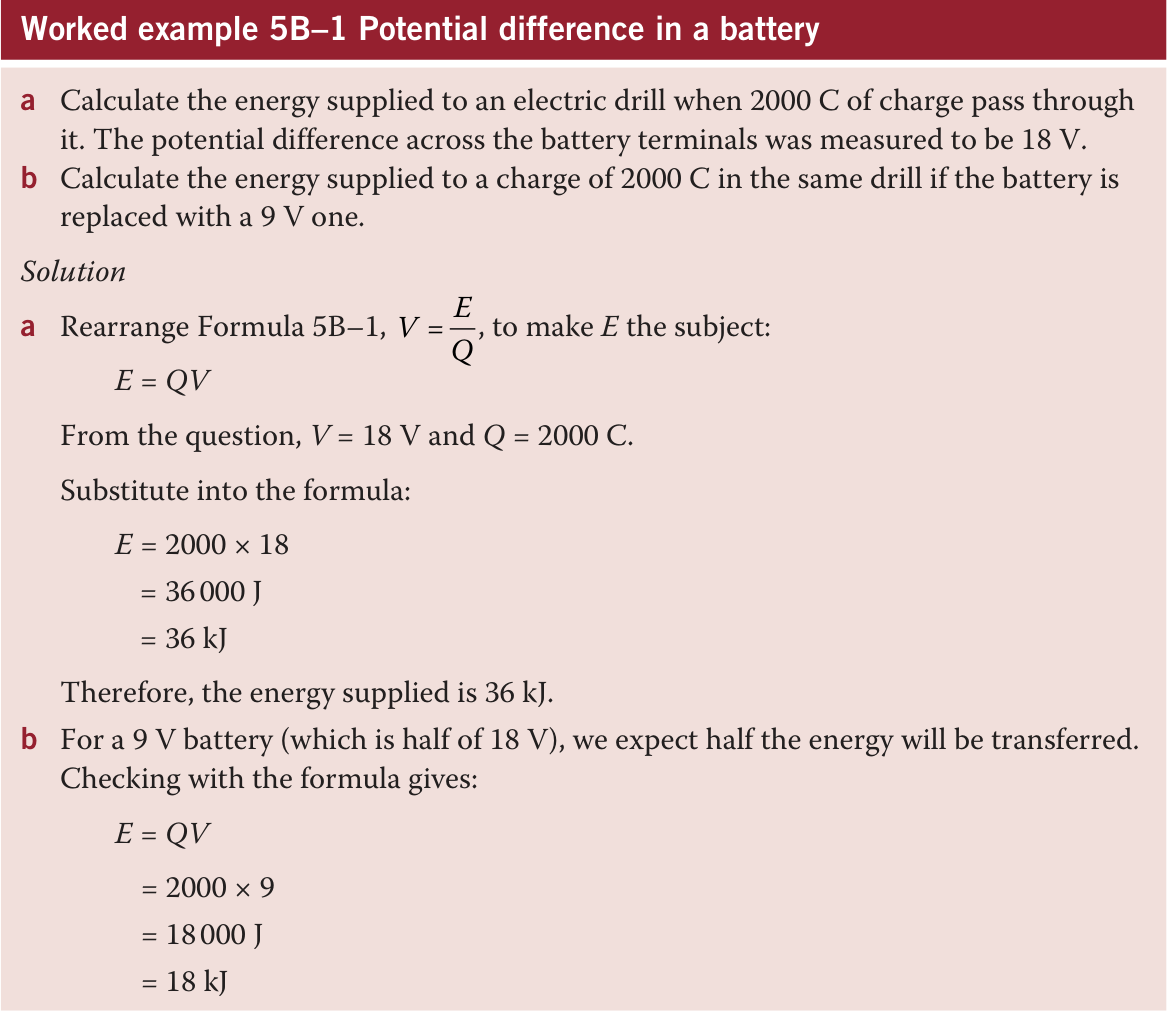 Worked example 5B–1 Potential difference in a battery
a Calculate the energy supplied to an electric drill when 2000 C of charge pass through
it. The potential difference across the battery terminals was measured to be 18 V.
b Calculate the energy supplied to a charge of 2000 C in the same drill if the battery is
replaced with a 9 V one.
Solution
a Rearrange Formula 5B–1, V = E/Q, to make E the subject:
E = QV
From the question, V = 18 V and Q = 2000 C.
Substitute into the formula:
E = 2000 × 18
= 36 000 J
= 36 kJ
Therefore, the energy supplied is 36 kJ.
b For a 9 V battery (which is half of 18 V), we expect half the energy will be transferred.
Checking with the formula gives:
E = QV
= 2000 × 9
= 18 000 J
= 18 kJ